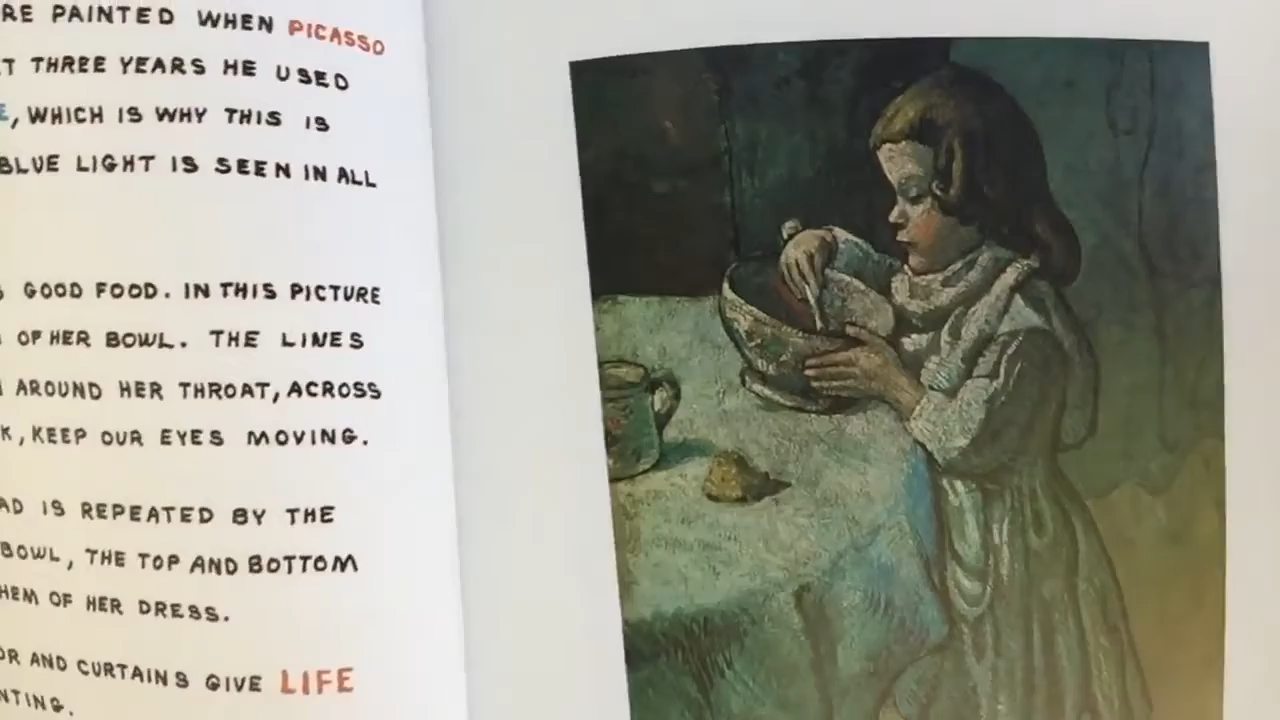 RE PAINTED WHEN PICASSO
T THREE YEARS HE USED
E, WHICH IS WHY THIS IS
BLUE LIGHT IS SEEN IN ALL
S GOOD FOOD. IN THIS PICTURE
OF HER BOWL. THE LINES
AROUND HER THROAT, ACROSS
K, KEEP OUR EYES MOVING.
AD IS REPEATED BY THE
BOWL, THE TOP AND BOTTOM
HEM OF HER DRESS.
OR AND CURTAINS GIVE LIFE
NTING.